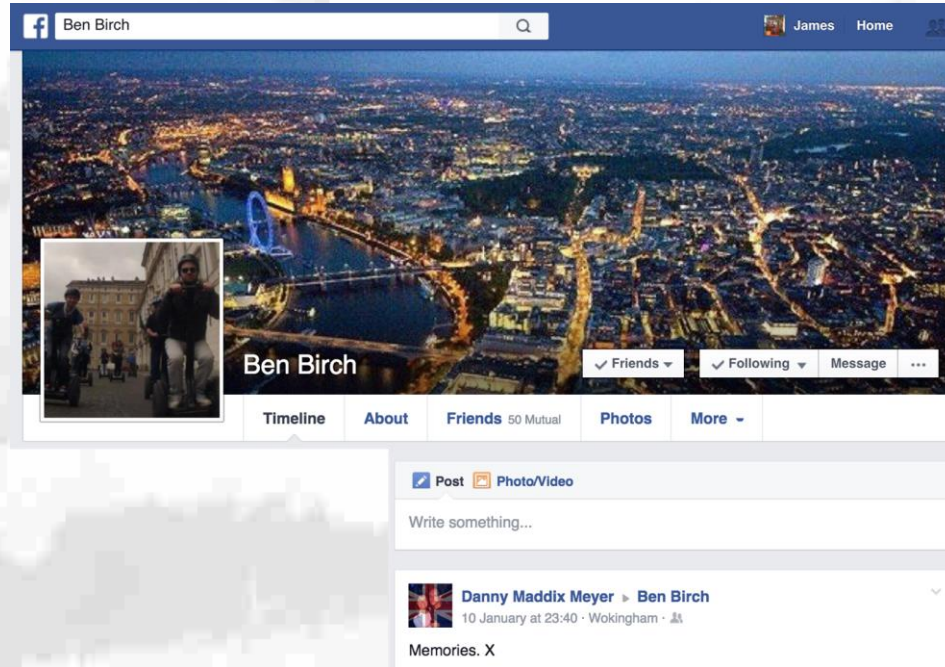 f Ben Birch James Home
Ben Birch ✓ Friends ▾ ✓ Following ▾ Message ...
Timeline About Friends 50 Mutual Photos More
Post Photo/Video
Write something...
Danny Maddix Meyer ▸ Ben Birch
10 January at 23:40 · Wokingham ·
Memories. X